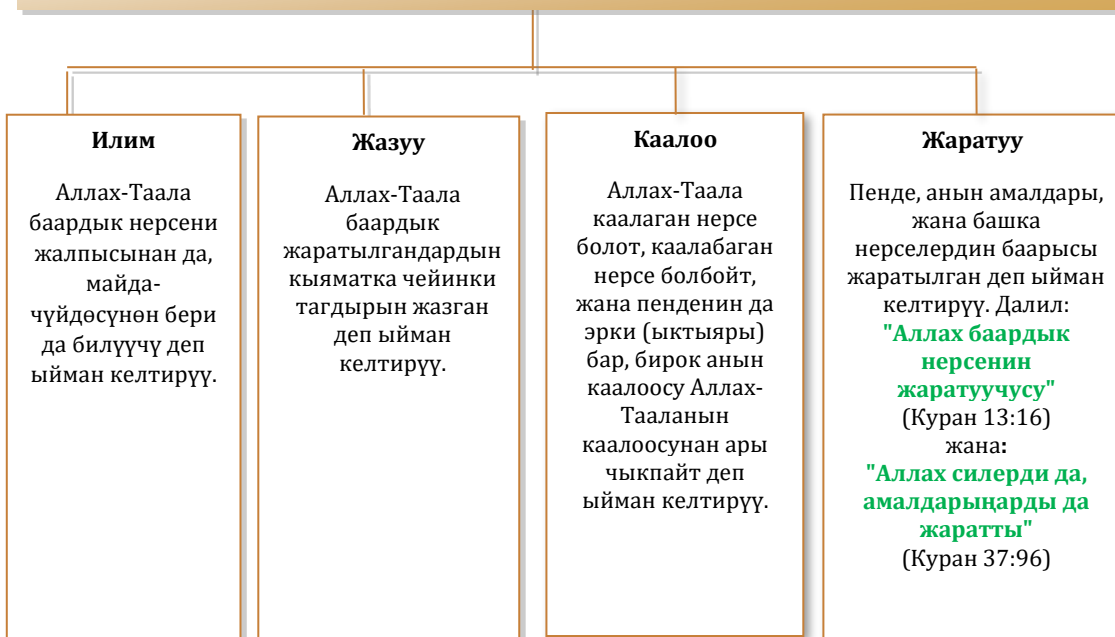 Илим
Аллах-Таала
баардык нерсени
жалпысынан да,
майда-
чүйдөсүнөн бери
да билүүчү деп
ыйман келтирүү.
Жазуу
Аллах-Таала
баардык
жаратылгандардын
кыяматка чейинки
тагдырын жазган
деп ыйман
келтирүү.
Каалоо
Аллах-Таала
каалаган нерсе
болот, каалабаган
нерсе болбойт,
жана пенденин да
эрки (ыктыяры)
бар, бирок анын
каалоосу Аллах-
Тааланын
каалоосунан ары
чыкпайт деп
ыйман келтирүү.
Жаратуу
Пенде, анын амалдары,
жана башка
нерселердин баарысы
жаратылган деп ыйман
келтирүү. Далил:
"Аллах баардык
нерсенин
жаратуучусу"
(Куран 13:16)
жана:
"Аллах силерди да,
амалдарыңарды да
жаратты"
(Куран 37:96)